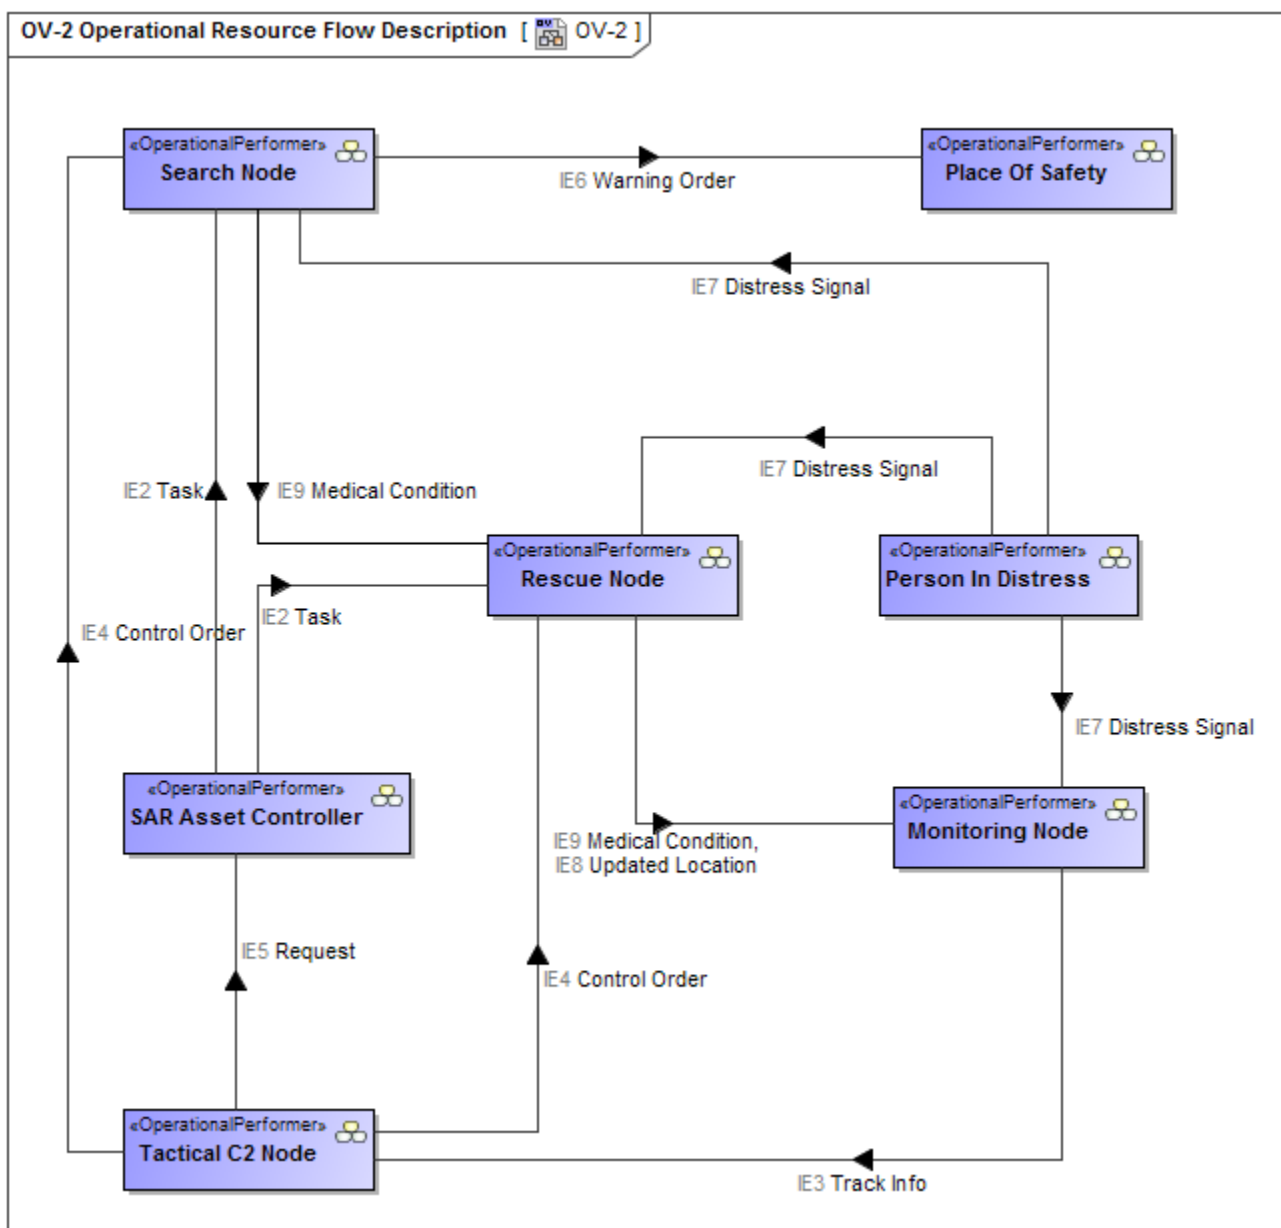 OV-2 Operational Resource Flow Description [ OV-2 ]
«OperationalPerformer»
Search Node
«OperationalPerformer»
Place Of Safety
IE6 Warning Order
IE7 Distress Signal
IE7 Distress Signal
IE2 Task
IE9 Medical Condition
«OperationalPerformer»
Rescue Node
«OperationalPerformer»
Person In Distress
IE2 Task
IE4 Control Order
IE7 Distress Signal
«OperationalPerformer»
SAR Asset Controller
«OperationalPerformer»
Monitoring Node
IE9 Medical Condition,
IE8 Updated Location
IE5 Request
IE4 Control Order
«OperationalPerformer»
Tactical C2 Node
IE3 Track Info